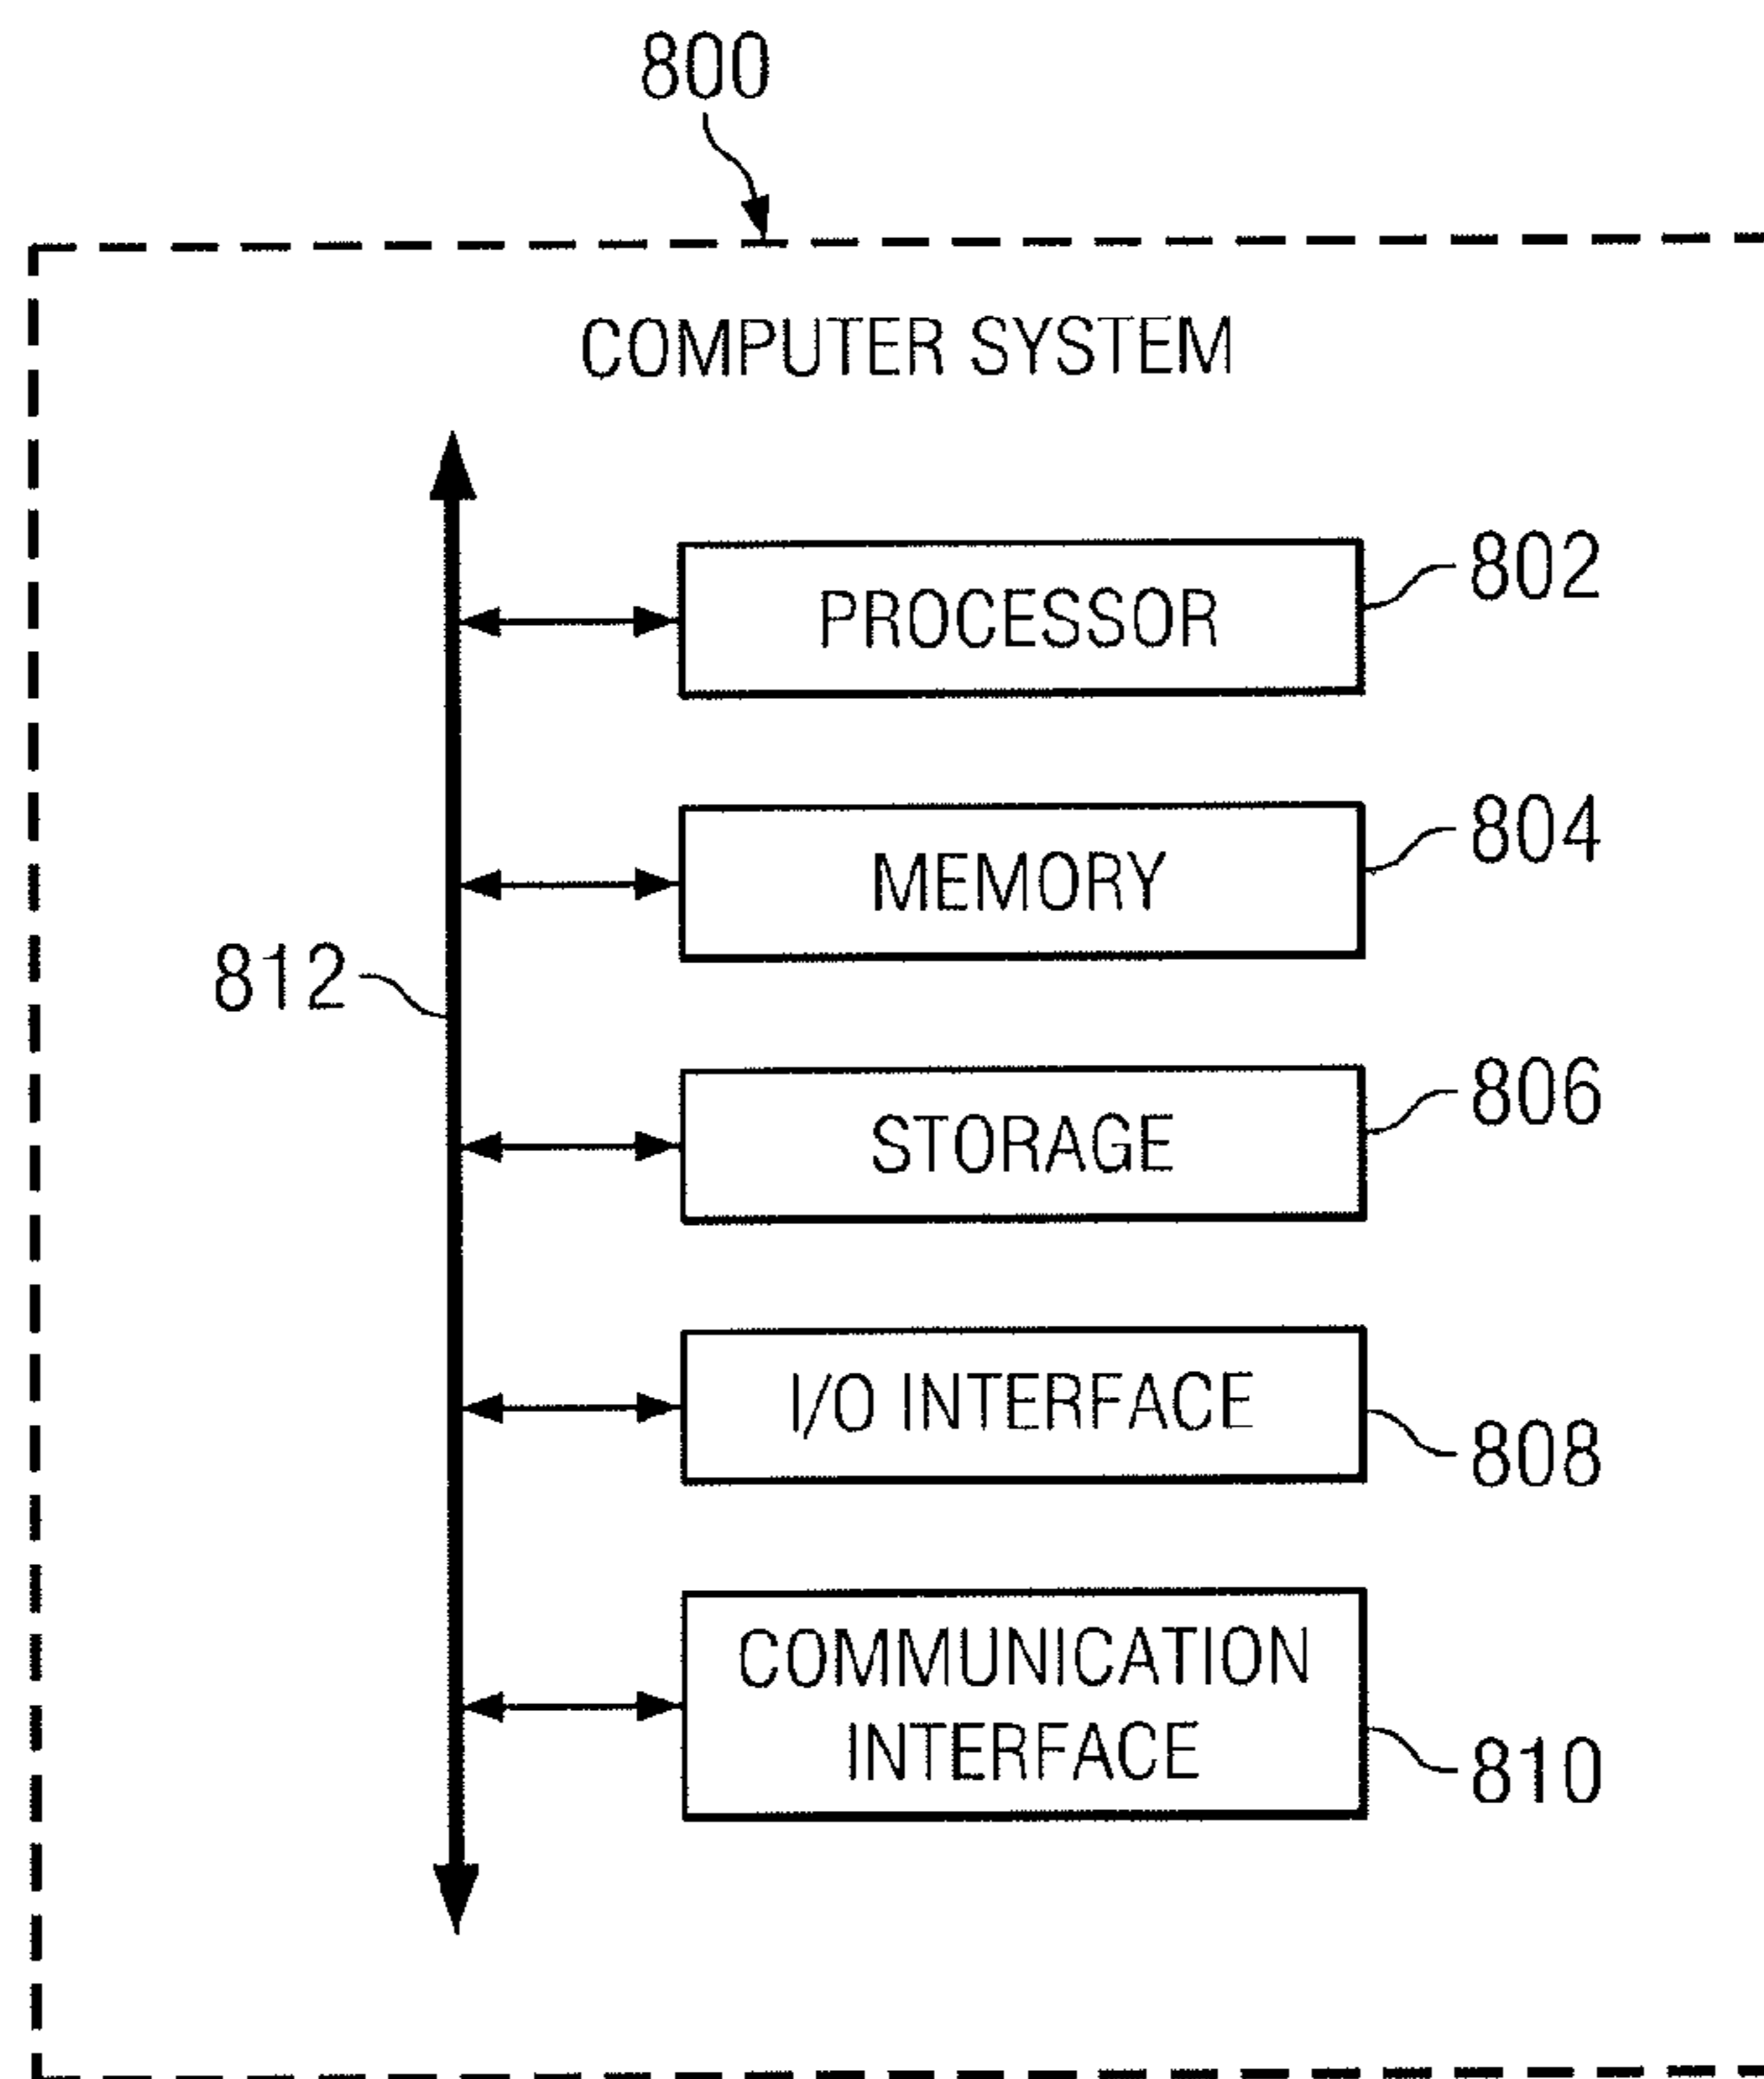 800
COMPUTER SYSTEM
PROCESSOR
802
MEMORY
804
812
STORAGE
806
I/O INTERFACE
808
COMMUNICATION
INTERFACE
810